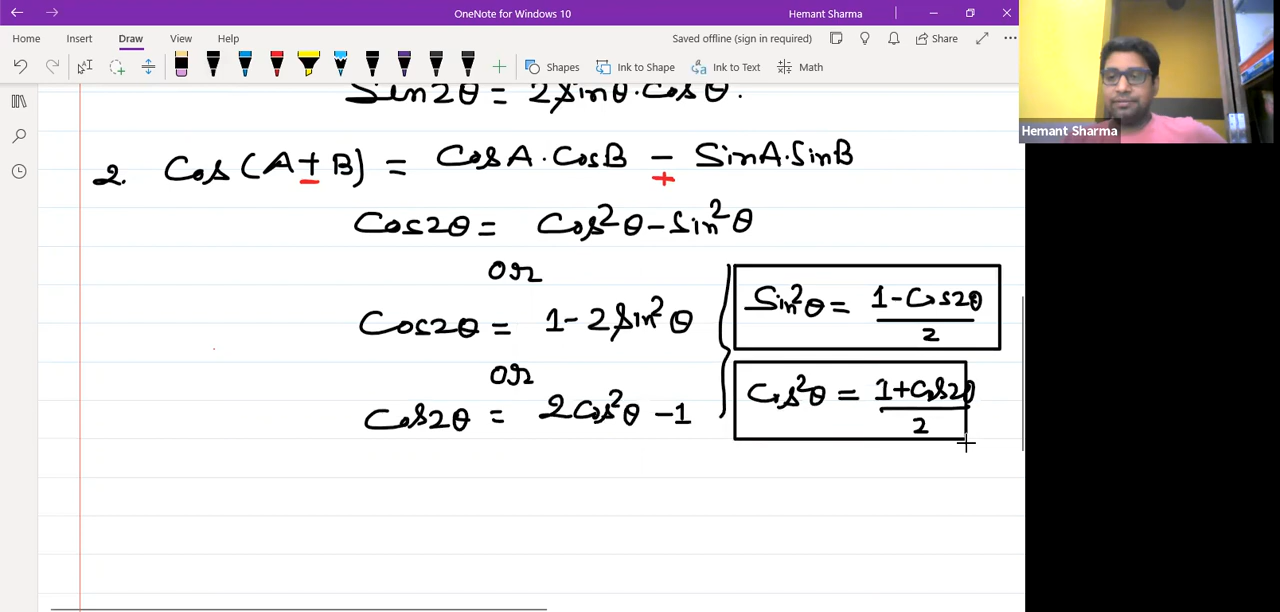 OneNote for Windows 10
Hemant Sharma
Home Insert Draw View Help
Saved offline (sign in required)
Share
Shapes
Ink to Shape
Ink to Text
Math
Hemant Sharma
Sin2θ = 2Sinθ.Cosθ.
2. Cos(A±B) = CosA.CosB − SinA.SinB
+
Cos2θ = Cos²θ − Sin²θ
or
Cos2θ = 1 − 2Sin²θ
or
Cos2θ = 2Cos²θ − 1
Sin²θ = 1 − Cos2θ
2
Cos²θ = 1 + Cos2θ
2